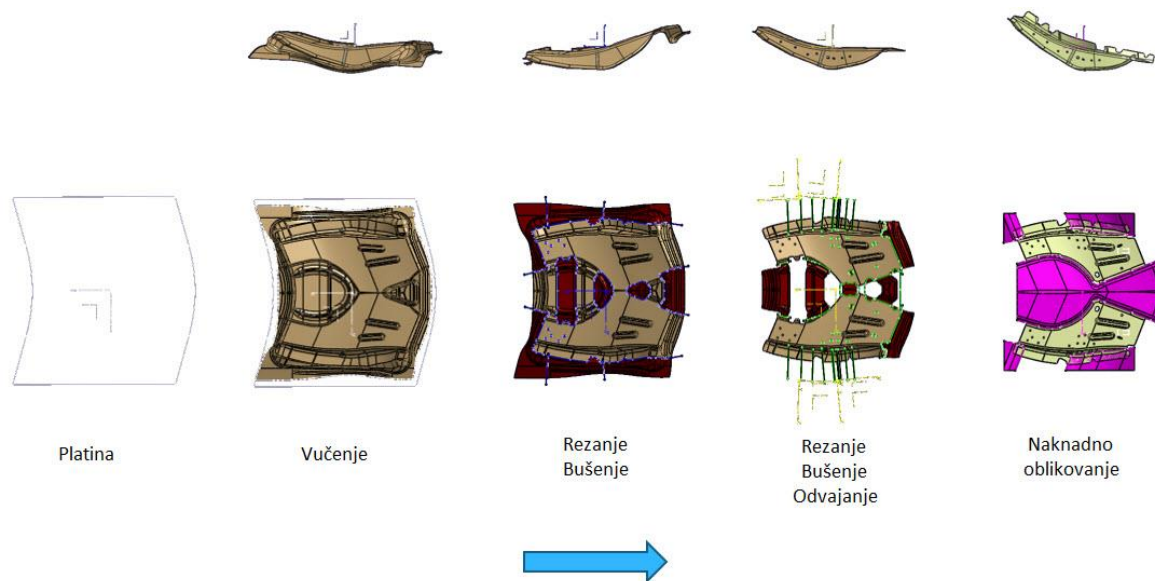 Platina
Vučenje
Rezanje
Bušenje
Rezanje
Bušenje
Odvajanje
Naknadno
oblikovanje